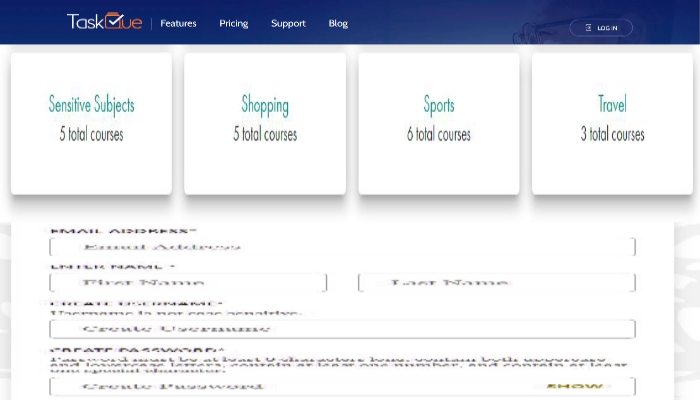 TaskQue Features Pricing Support Blog LOG IN
Sensitive Subjects
5 total courses
Shopping
5 total courses
Sports
6 total courses
Travel
3 total courses
EMAIL ADDRESS*
Email Address
ENTER NAME *
First Name Last Name
CREATE USERNAME*
Username is not case sensitive.
Create Username
CREATE PASSWORD*
Password must be at least 8 characters long, contain both uppercase
and lowercase letters, contain at least one number, and contain at least
one special character.
Create Password SHOW